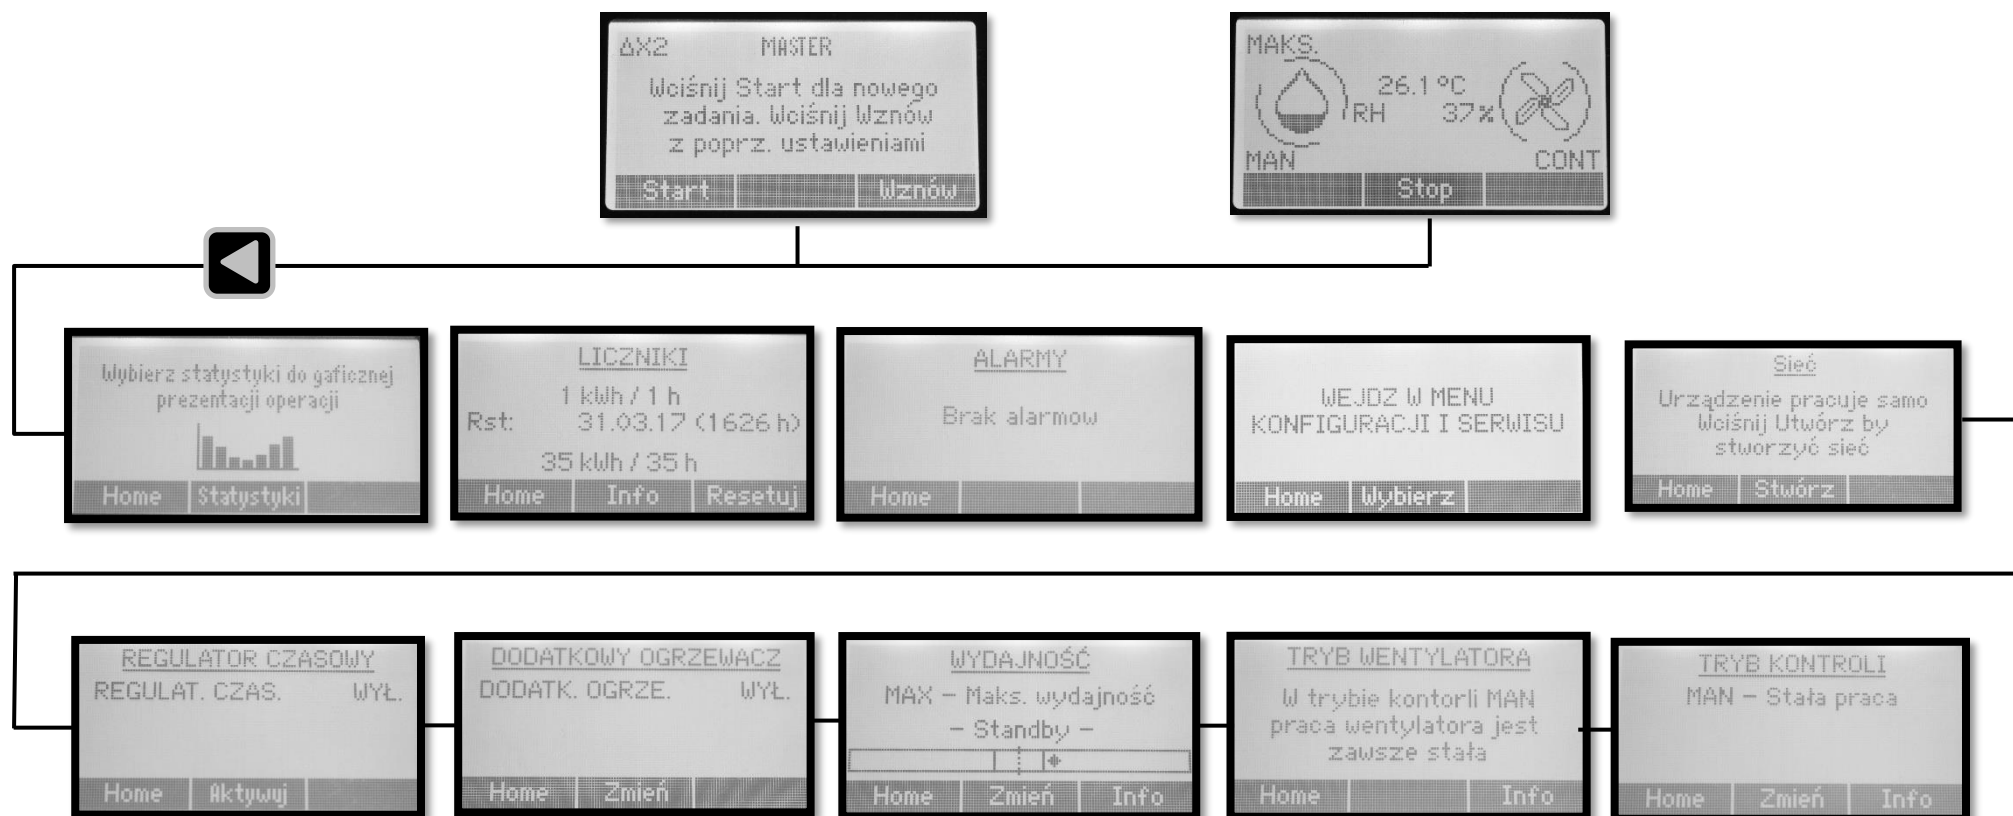 ΔX2 MASTER
Wciśnij Start dla nowego
zadania. Wciśnij Wznów
z poprz. ustawieniami
Start Wznów
MAKS.
26.1 °C
RH 37%
MAN CONT
Stop
Wybierz statystyki do gaficznej
prezentacji operacji
Home Statystyki
LICZNIKI
1 kWh / 1 h
Rst: 31.03.17 (1626 h)
35 kWh / 35 h
Home Info Resetuj
ALARMY
Brak alarmow
Home
WEJDZ W MENU
KONFIGURACJI I SERWISU
Home Wybierz
Sieć
Urządzenie pracuje samo
Wciśnij Utwórz by
stworzyć sieć
Home Stwórz
REGULATOR CZASOWY
REGULAT. CZAS. WYŁ.
Home Aktywuj
DODATKOWY OGRZEWACZ
DODATK. OGRZE. WYŁ.
Home Zmień
WYDAJNOŚĆ
MAX – Maks. wydajność
– Standby –
Home Zmień Info
TRYB WENTYLATORA
W trybie kontorli MAN
praca wentylatora jest
zawsze stała
Home Info
TRYB KONTROLI
MAN – Stała praca
Home Zmień Info